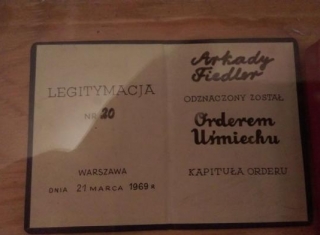 LEGITYMACJA
NR 20
WARSZAWA
DNIA 21 MARCA 1969 R
Arkady
Fiedler
ODZNACZONY ZOSTAŁ
Orderem
Uśmiechu
KAPITUŁA ORDERU